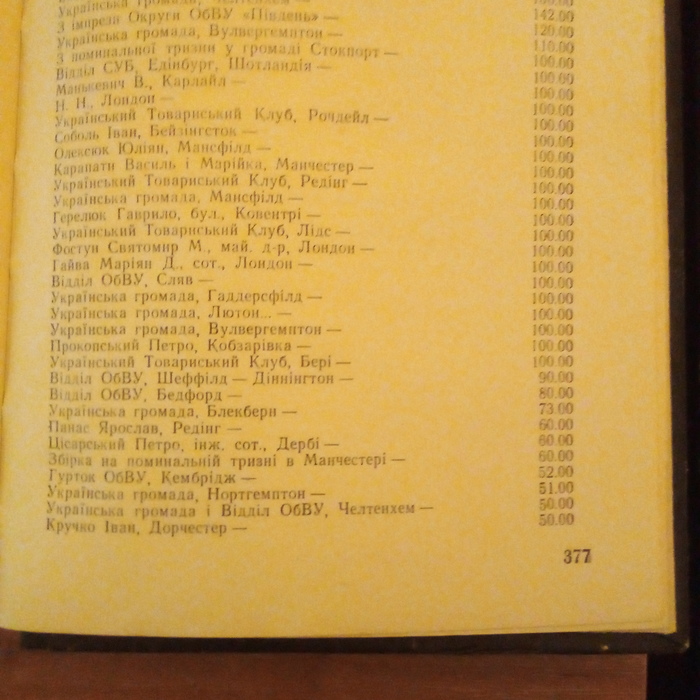 З імпрези Округи ОбВУ «Південь» — 142.00
Українська громада, Вулвергемптон — 120.00
З поминальної тризни у громаді Стокпорт — 110.00
Відділ СУБ, Едінбург, Шотландія — 100.00
Манькевич В., Карлайл — 100.00
Н. Н., Лондон — 100.00
Український Товариський Клуб, Рочдейл — 100.00
Соболь Іван, Бейзінгсток — 100.00
Олексюк Юліян, Мансфілд — 100.00
Карапати Василь і Марійка, Манчестер — 100.00
Український Товариський Клуб, Редінг — 100.00
Українська громада, Мансфілд — 100.00
Герелюк Гаврило, бул., Ковентрі — 100.00
Український Товариський Клуб, Лідс — 100.00
Фостун Святомир М., май. д-р, Лондон — 100.00
Гайва Маріян Д., сот., Лондон — 100.00
Відділ ОбВУ, Сляв — 100.00
Українська громада, Гаддерсфілд — 100.00
Українська громада, Лютон... — 100.00
Українська громада, Вулвергемптон — 100.00
Прокопський Петро, Кобзарівка — 100.00
Український Товариський Клуб, Бері — 100.00
Відділ ОбВУ, Шеффілд — Діннінгтон — 90.00
Відділ ОбВУ, Бедфорд — 80.00
Українська громада, Блекберн — 73.00
Панас Ярослав, Редінг — 60.00
Цісарський Петро, інж. сот., Дербі — 60.00
Збірка на поминальній тризні в Манчестері — 60.00
Гурток ОбВУ, Кембрідж — 52.00
Українська громада, Нортгемптон — 51.00
Українська громада і Відділ ОбВУ, Челтенхем — 50.00
Кручко Іван, Дорчестер — 50.00
377